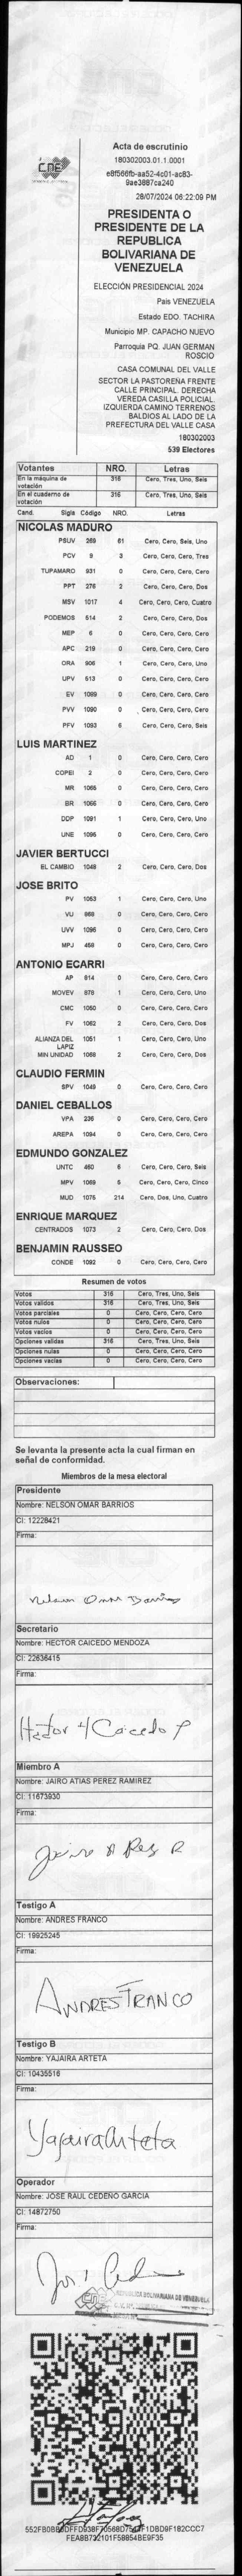 CNE
Acta de escrutinio
180302003.01.1.0001
e8f566fb-aa52-4c01-ac83-
9ae3887ca240
28/07/2024 06:22:09 PM
PRESIDENTA O
PRESIDENTE DE LA
REPUBLICA
BOLIVARIANA DE
VENEZUELA
ELECCIÓN PRESIDENCIAL 2024
Pais VENEZUELA
Estado EDO. TACHIRA
Municipio MP. CAPACHO NUEVO
Parroquia PQ. JUAN GERMAN
ROSCIO
CASA COMUNAL DEL VALLE
SECTOR LA PASTOREÑA FRENTE
CALLE PRINCIPAL. DERECHA
VEREDA CASILLA POLICIAL.
IZQUIERDA CAMINO TERRENOS
BALDIOS AL LADO DE LA
PREFECTURA DEL VALLE CASA
180302003
539 Electores
Votantes NRO. Letras
En la máquina de votación 316 Cero, Tres, Uno, Seis
En el cuaderno de votación 316 Cero, Tres, Uno, Seis
Cand. Sigla Código NRO. Letras
NICOLAS MADURO
PSUV 269 61 Cero, Cero, Seis, Uno
PCV 9 3 Cero, Cero, Cero, Tres
TUPAMARO 931 0 Cero, Cero, Cero, Cero
PPT 276 2 Cero, Cero, Cero, Dos
MSV 1017 4 Cero, Cero, Cero, Cuatro
PODEMOS 514 2 Cero, Cero, Cero, Dos
MEP 6 0 Cero, Cero, Cero, Cero
APC 219 0 Cero, Cero, Cero, Cero
ORA 906 1 Cero, Cero, Cero, Uno
UPV 513 0 Cero, Cero, Cero, Cero
EV 1089 0 Cero, Cero, Cero, Cero
PVV 1090 0 Cero, Cero, Cero, Cero
PFV 1093 6 Cero, Cero, Cero, Seis
LUIS MARTINEZ
AD 1 0 Cero, Cero, Cero, Cero
COPEI 2 0 Cero, Cero, Cero, Cero
MR 1065 0 Cero, Cero, Cero, Cero
BR 1066 0 Cero, Cero, Cero, Cero
DDP 1091 1 Cero, Cero, Cero, Uno
UNE 1095 0 Cero, Cero, Cero, Cero
JAVIER BERTUCCI
EL CAMBIO 1048 2 Cero, Cero, Cero, Dos
JOSE BRITO
PV 1053 1 Cero, Cero, Cero, Uno
VU 968 0 Cero, Cero, Cero, Cero
UVV 1096 0 Cero, Cero, Cero, Cero
MPJ 458 0 Cero, Cero, Cero, Cero
ANTONIO ECARRI
AP 914 0 Cero, Cero, Cero, Cero
MOVEV 878 1 Cero, Cero, Cero, Uno
CMC 1050 0 Cero, Cero, Cero, Cero
FV 1062 2 Cero, Cero, Cero, Dos
ALIANZA DEL LAPIZ 1051 1 Cero, Cero, Cero, Uno
MIN UNIDAD 1068 2 Cero, Cero, Cero, Dos
CLAUDIO FERMIN
SPV 1049 0 Cero, Cero, Cero, Cero
DANIEL CEBALLOS
VPA 236 0 Cero, Cero, Cero, Cero
AREPA 1094 0 Cero, Cero, Cero, Cero
EDMUNDO GONZALEZ
UNTC 460 6 Cero, Cero, Cero, Seis
MPV 1069 5 Cero, Cero, Cero, Cinco
MUD 1075 214 Cero, Dos, Uno, Cuatro
ENRIQUE MARQUEZ
CENTRADOS 1073 2 Cero, Cero, Cero, Dos
BENJAMIN RAUSSEO
CONDE 1092 0 Cero, Cero, Cero, Cero
Resumen de votos
Votos 316 Cero, Tres, Uno, Seis
Votos validos 316 Cero, Tres, Uno, Seis
Votos parciales 0 Cero, Cero, Cero, Cero
Votos nulos 0 Cero, Cero, Cero, Cero
Votos vacios 0 Cero, Cero, Cero, Cero
Opciones validas 316 Cero, Tres, Uno, Seis
Opciones nulas 0 Cero, Cero, Cero, Cero
Opciones vacias 0 Cero, Cero, Cero, Cero
Observaciones:
Se levanta la presente acta la cual firman en
señal de conformidad.
Miembros de la mesa electoral
Presidente
Nombre: NELSON OMAR BARRIOS
CI: 12228421
Firma:
Nelson Omar Barrios
Secretario
Nombre: HECTOR CAICEDO MENDOZA
CI: 22636415
Firma:
Hector H Caicedo
Miembro A
Nombre: JAIRO ATIAS PEREZ RAMIREZ
CI: 11673930
Firma:
Jairo A Perez R
Testigo A
Nombre: ANDRES FRANCO
CI: 19925245
Firma:
ANDRES FRANCO
Testigo B
Nombre: YAJAIRA ARTETA
CI: 10435516
Firma:
Yajaira Arteta
Operador
Nombre: JOSE RAUL CEDEÑO GARCIA
CI: 14872750
Firma:
REPUBLICA BOLIVARIANA DE VENEZUELA
FEA8B732101F58854BE9F35